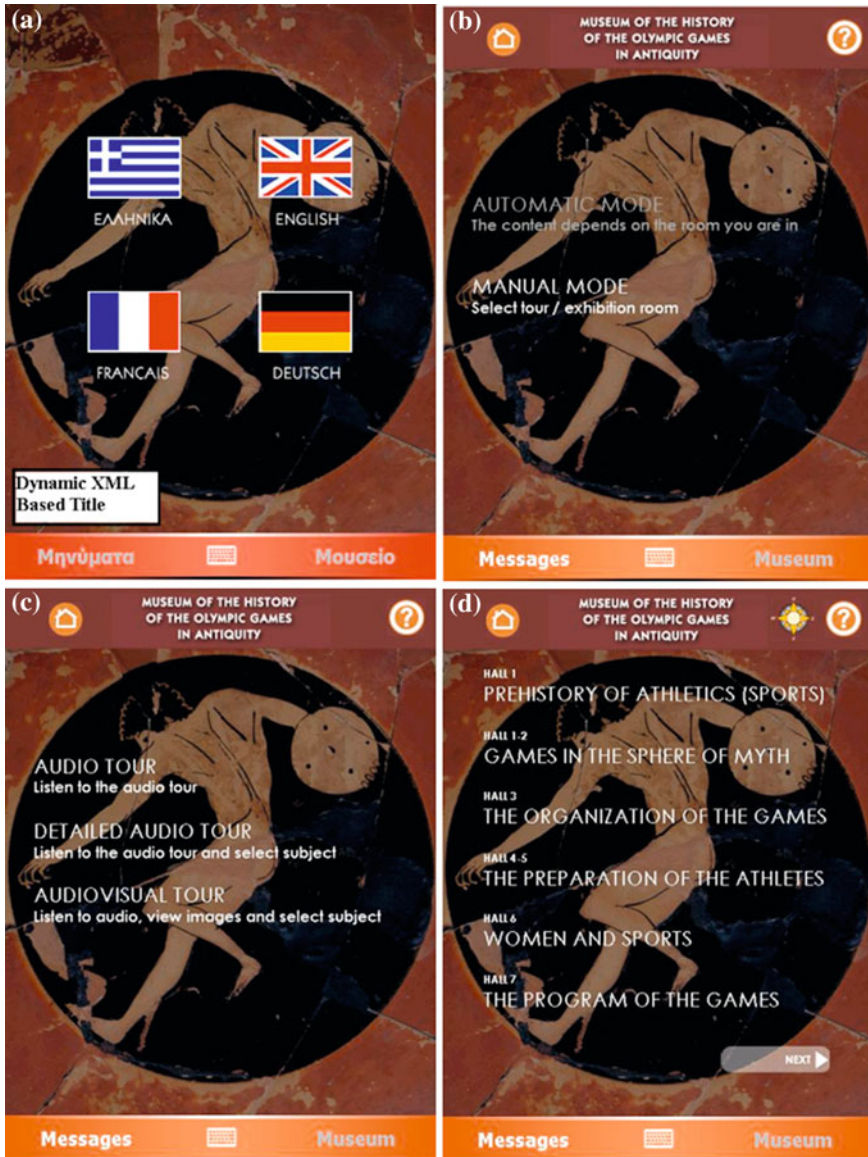 (a)
ΕΛΛΗΝΙΚΑ
ENGLISH
FRANCAIS
DEUTSCH
Dynamic XML
Based Title
Μηνύματα
Μουσείο
(b)
MUSEUM OF THE HISTORY
OF THE OLYMPIC GAMES
IN ANTIQUITY
?
AUTOMATIC MODE
The content depends on the room you are in
MANUAL MODE
Select tour / exhibition room
Messages
Museum
(c)
MUSEUM OF THE HISTORY
OF THE OLYMPIC GAMES
IN ANTIQUITY
?
AUDIO TOUR
Listen to the audio tour
DETAILED AUDIO TOUR
Listen to the audio tour and select subject
AUDIOVISUAL TOUR
Listen to audio, view images and select subject
Messages
Museum
(d)
MUSEUM OF THE HISTORY
OF THE OLYMPIC GAMES
IN ANTIQUITY
?
HALL 1
PREHISTORY OF ATHLETICS (SPORTS)
HALL 1-2
GAMES IN THE SPHERE OF MYTH
HALL 3
THE ORGANIZATION OF THE GAMES
HALL 4-5
THE PREPARATION OF THE ATHLETES
HALL 6
WOMEN AND SPORTS
HALL 7
THE PROGRAM OF THE GAMES
NEXT
Messages
Museum